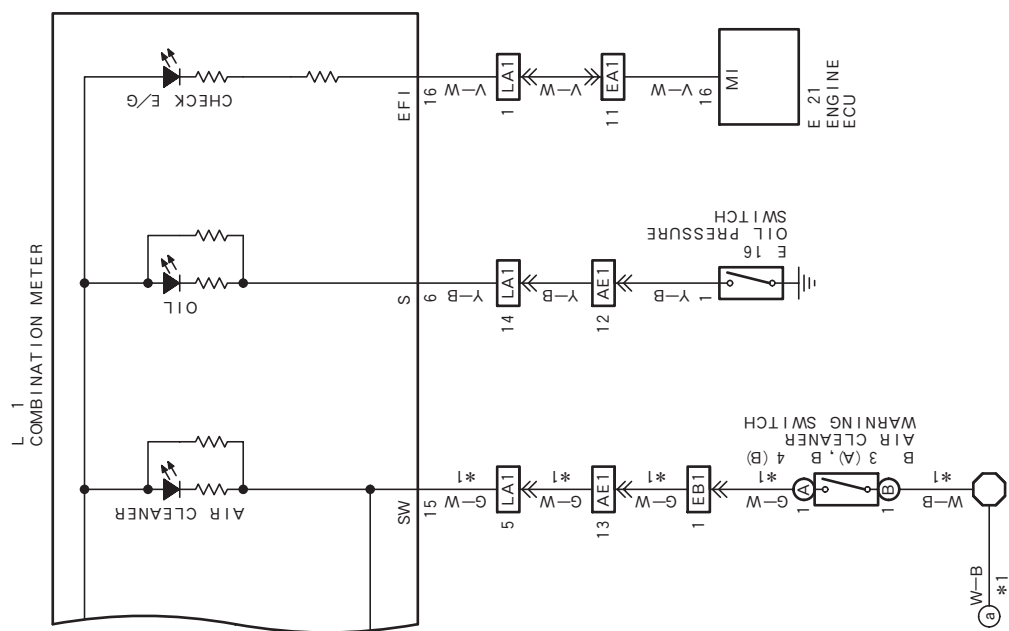 L 1
COMBINATION METER
CHECK E/G
EFI
16
V–W
1
LA1
V–W
11
EA1
V–W
16
MI
E 21
ENGINE
ECU
OIL
S
6
Y–B
14
LA1
Y–B
12
AE1
Y–B
1
E 16
OIL PRESSURE
SWITCH
AIR CLEANER
SW
15
G–W
*1
5
LA1
G–W
*1
13
AE1
G–W
*1
1
EB1
G–W
*1
1
A
B 3 (A), B 4 (B)
AIR CLEANER
WARNING SWITCH
1
B
W–B
*1
W–B
*1
a